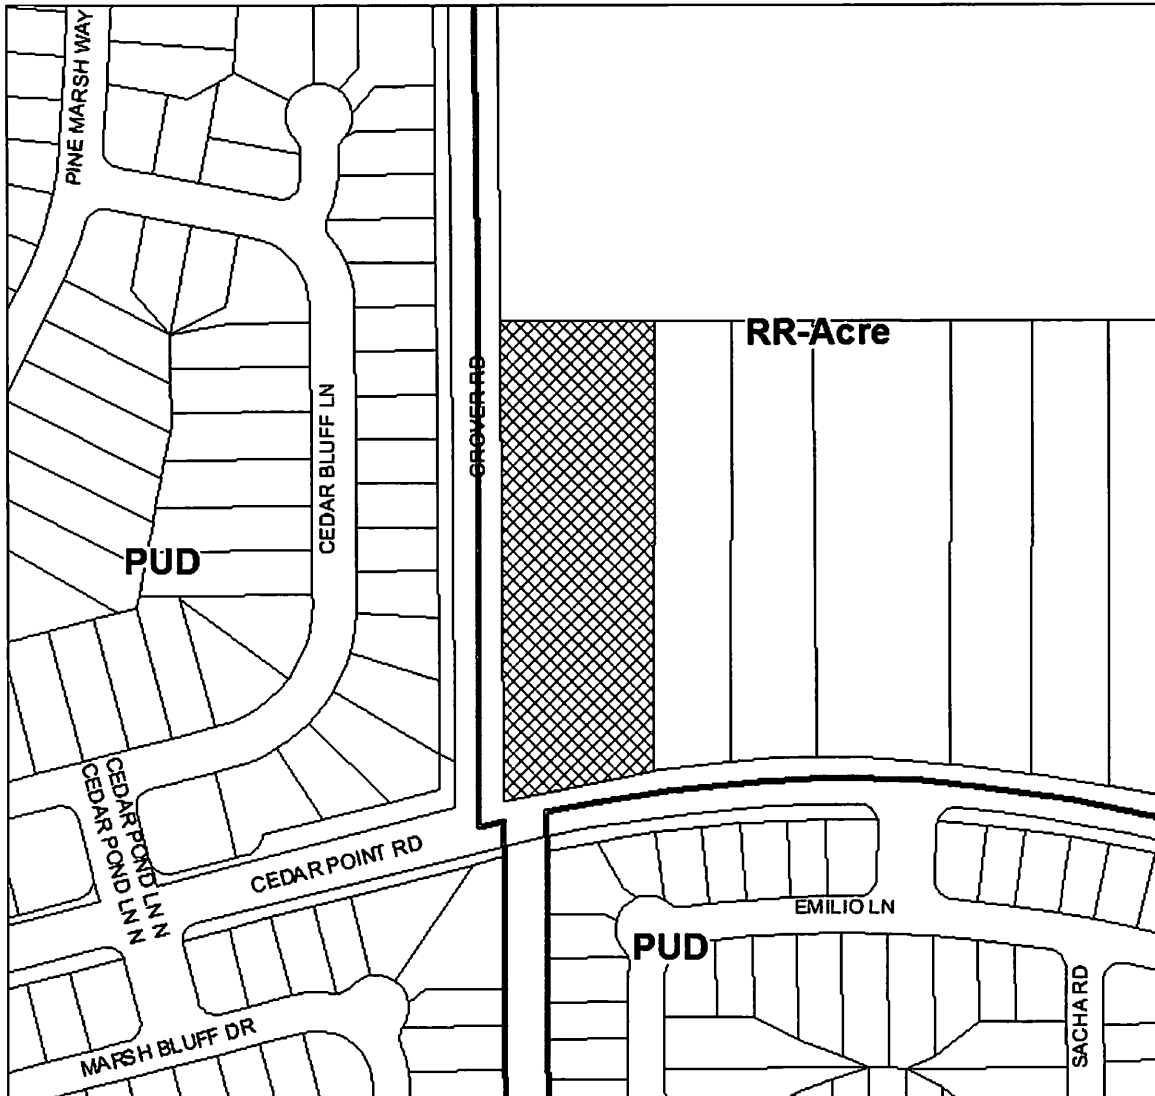 PINE MARSH WAY
RR-Acre
GROVER RD
CEDAR BLUFF LN
PUD
CEDAR POND LN N
CEDAR POND LN N
CEDAR POINT RD
EMILIO LN
PUD
SACHA RD
MARSH BLUFF DR